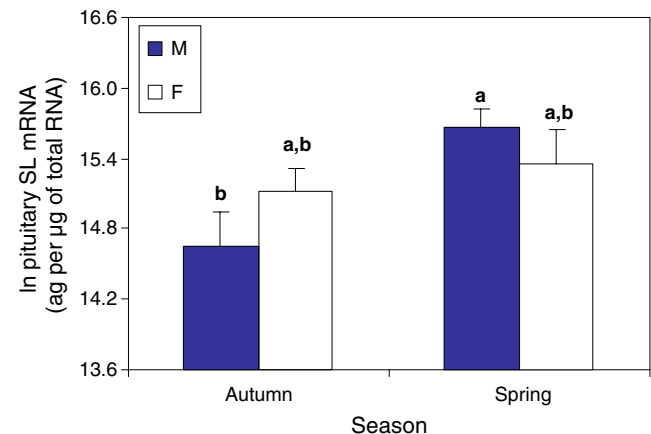 16.6
16.0
15.4
14.8
14.2
13.6
ln pituitary SL mRNA
(ag per µg of total RNA)
M
F
b
a,b
a
a,b
Autumn
Spring
Season